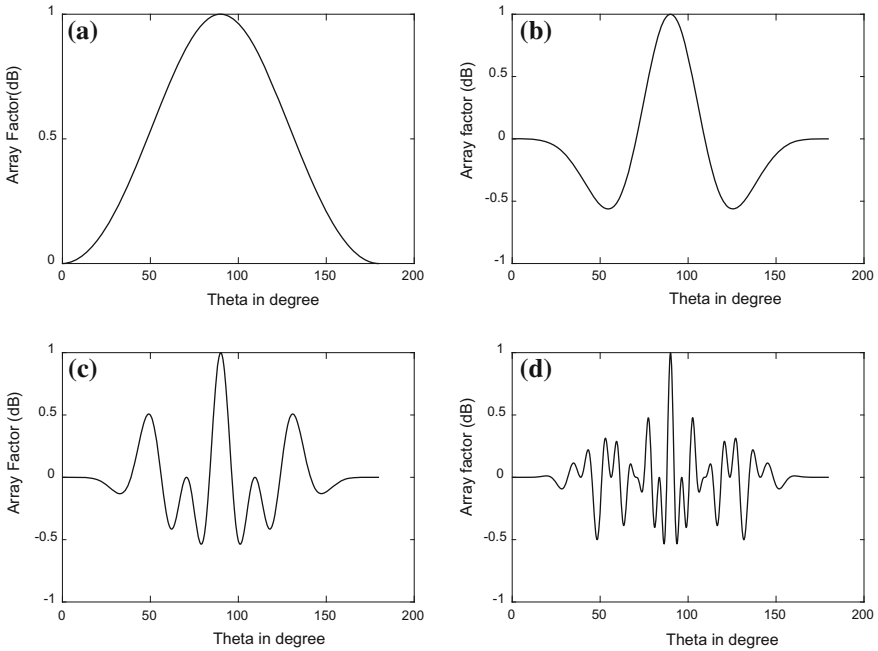 (a)
1
0.5
0
0 50 100 150 200
Array Factor(dB)
Theta in degree
(b)
1
0.5
0
-0.5
-1
0 50 100 150 200
Array factor (dB)
Theta in degree
(c)
1
0.5
0
-0.5
-1
0 50 100 150 200
Array Factor (dB)
Theta in degree
(d)
1
0.5
0
-0.5
-1
0 50 100 150 200
Array factor (dB)
Theta in degree